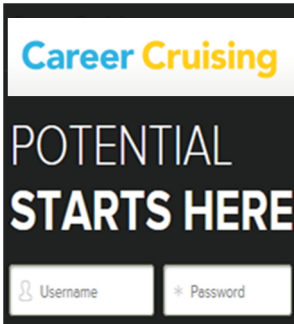 Career Cruising
POTENTIAL
STARTS HERE
Username
* Password